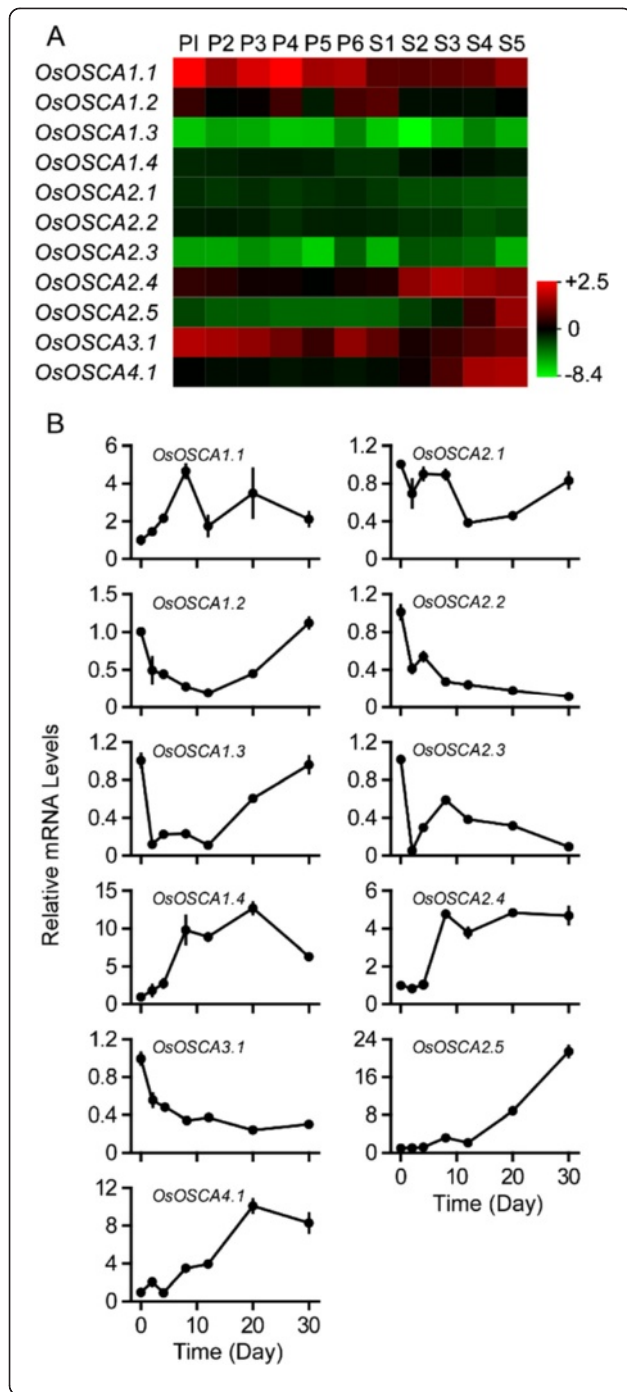 A
PI P2 P3 P4 P5 P6 S1 S2 S3 S4 S5
OsOSCA1.1
OsOSCA1.2
OsOSCA1.3
OsOSCA1.4
OsOSCA2.1
OsOSCA2.2
OsOSCA2.3
OsOSCA2.4
OsOSCA2.5
OsOSCA3.1
OsOSCA4.1
+2.5
0
-8.4
B
Relative mRNA Levels
OsOSCA1.1
6
4
2
0
OsOSCA2.1
1.2
0.8
0.4
0
OsOSCA1.2
1.5
1.0
0.5
0
OsOSCA2.2
1.2
0.8
0.4
0
OsOSCA1.3
1.2
0.8
0.4
0
OsOSCA2.3
1.2
0.8
0.4
0
OsOSCA1.4
15
10
5
0
OsOSCA2.4
6
4
2
0
OsOSCA3.1
1.2
0.8
0.4
0
OsOSCA2.5
24
16
8
0
0 10 20 30
Time (Day)
OsOSCA4.1
12
8
4
0
0 10 20 30
Time (Day)